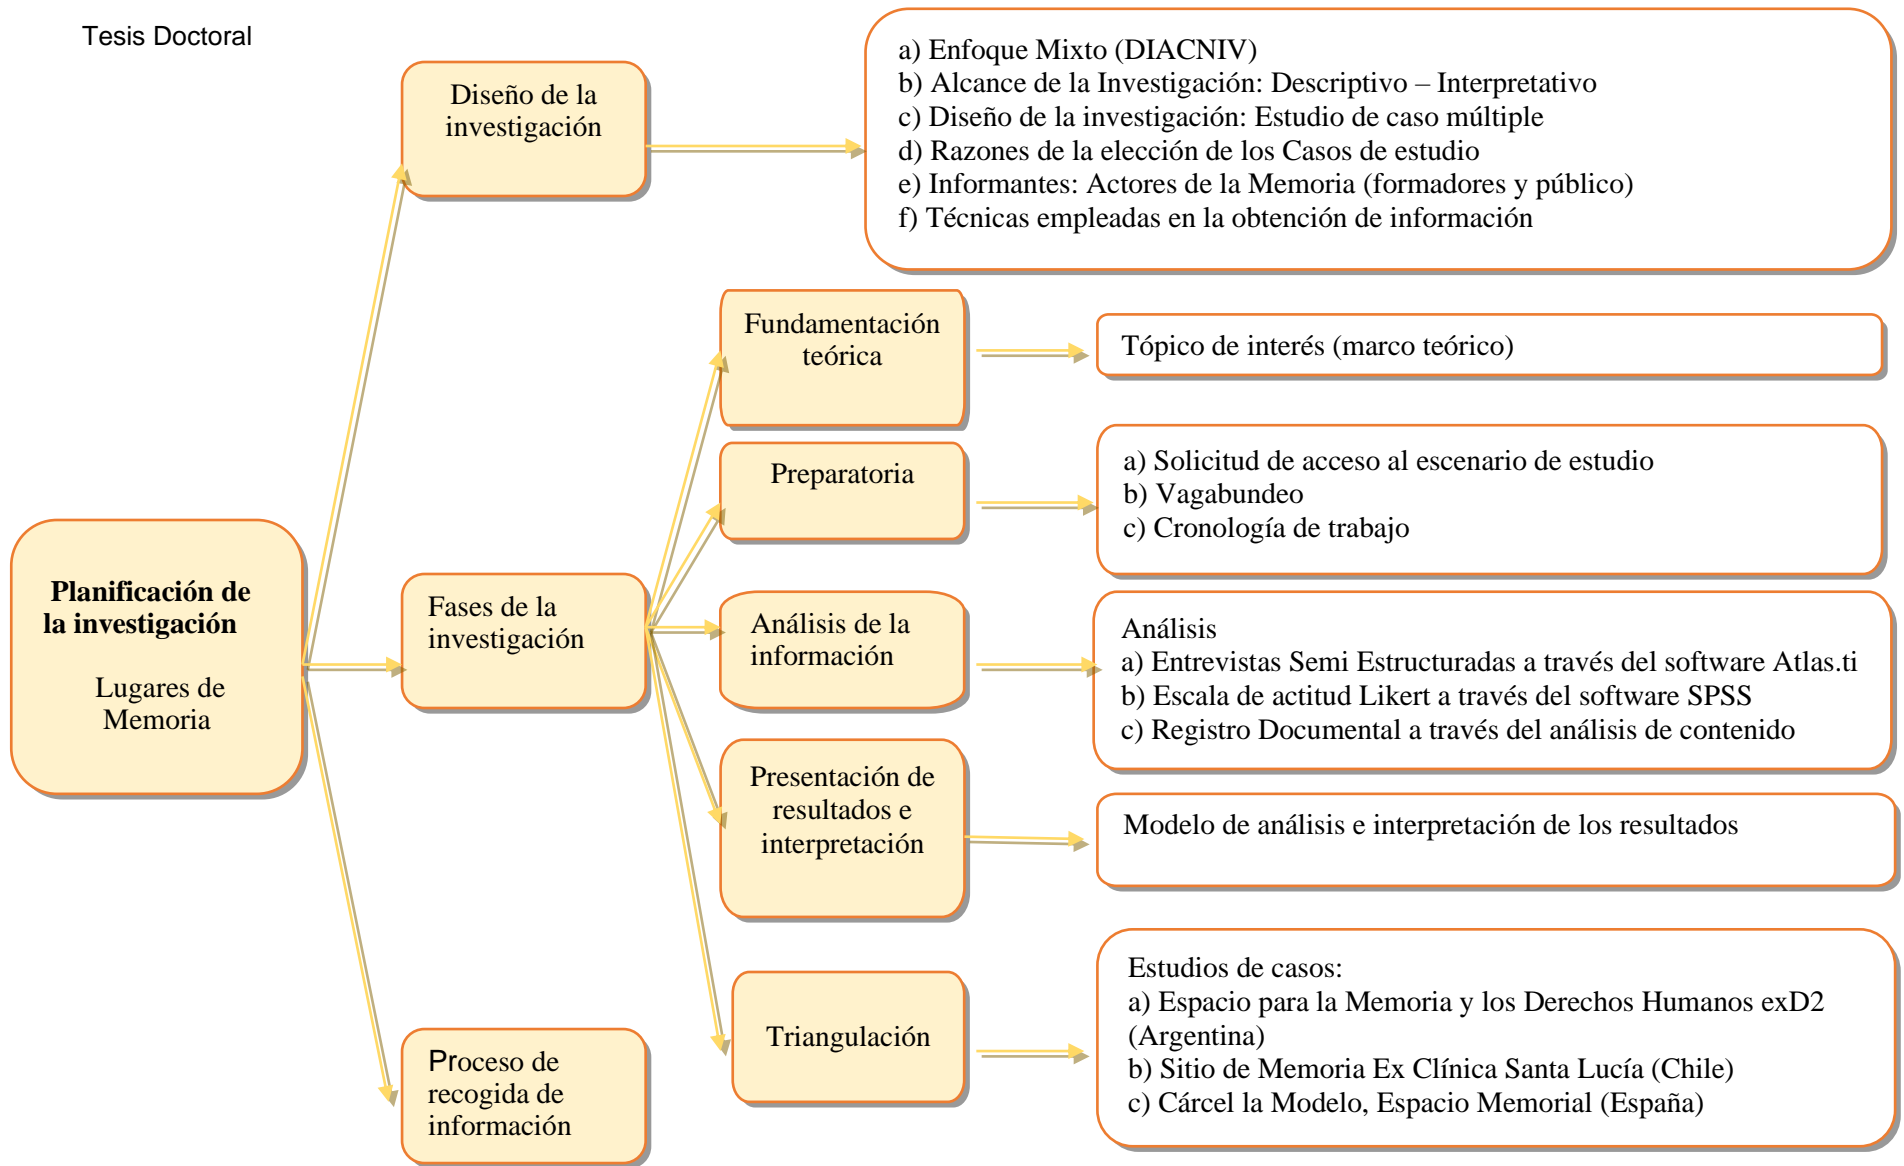 Tesis Doctoral
Planificación de
la investigación
Lugares de
Memoria
Diseño de la
investigación
a) Enfoque Mixto (DIACNIV)
b) Alcance de la Investigación: Descriptivo – Interpretativo
c) Diseño de la investigación: Estudio de caso múltiple
d) Razones de la elección de los Casos de estudio
e) Informantes: Actores de la Memoria (formadores y público)
f) Técnicas empleadas en la obtención de información
Fases de la
investigación
Fundamentación
teórica
Tópico de interés (marco teórico)
Preparatoria
a) Solicitud de acceso al escenario de estudio
b) Vagabundeo
c) Cronología de trabajo
Análisis de la
información
Análisis
a) Entrevistas Semi Estructuradas a través del software Atlas.ti
b) Escala de actitud Likert a través del software SPSS
c) Registro Documental a través del análisis de contenido
Presentación de
resultados e
interpretación
Modelo de análisis e interpretación de los resultados
Triangulación
Estudios de casos:
a) Espacio para la Memoria y los Derechos Humanos exD2
(Argentina)
b) Sitio de Memoria Ex Clínica Santa Lucía (Chile)
c) Cárcel la Modelo, Espacio Memorial (España)
Proceso de
recogida de
información